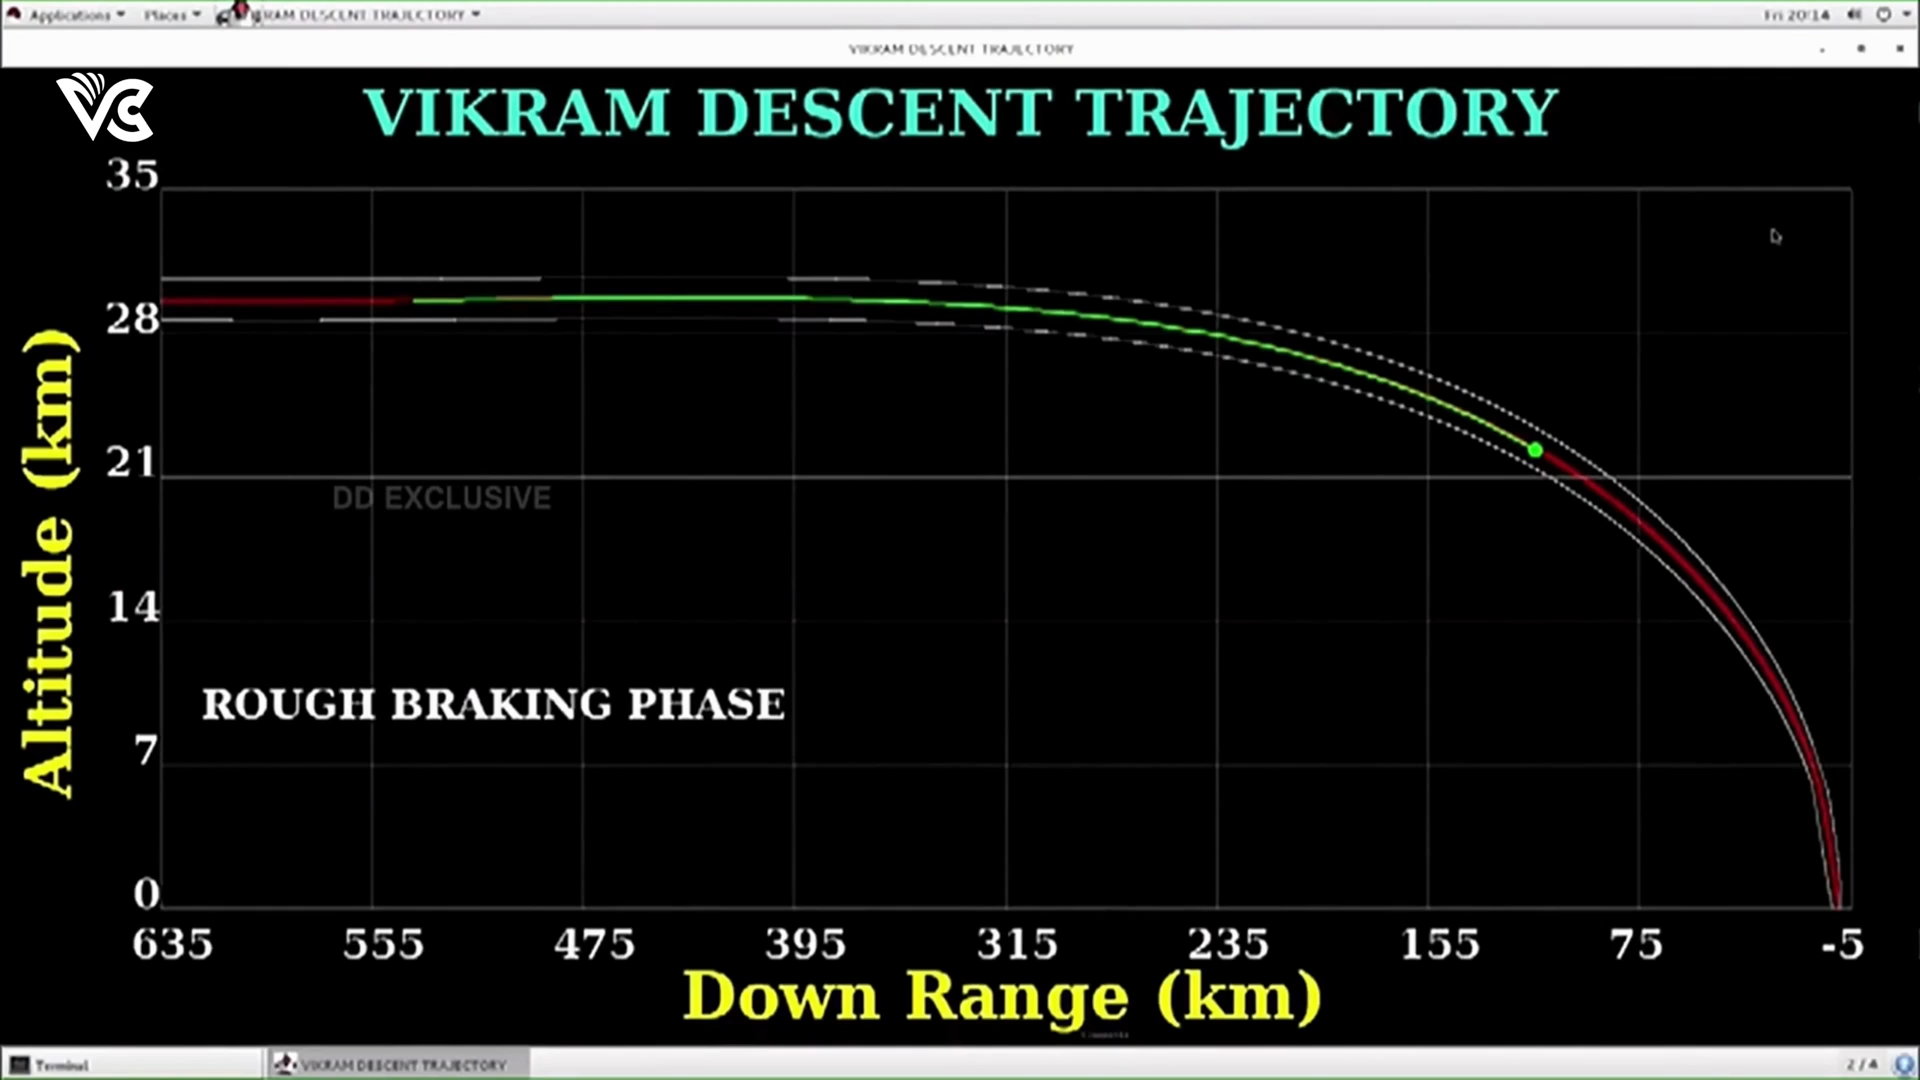 Applications Places RAM DESCENT TRAJECTORY Fri 20:14
VIKRAM DESCENT TRAJECTORY
VC
VIKRAM DESCENT TRAJECTORY
35
28
21
14
7
0
Altitude (km)
DD EXCLUSIVE
ROUGH BRAKING PHASE
635 555 475 395 315 235 155 75 -5
Down Range (km)
Terminal VIKRAM DESCENT TRAJECTORY 2 / 4